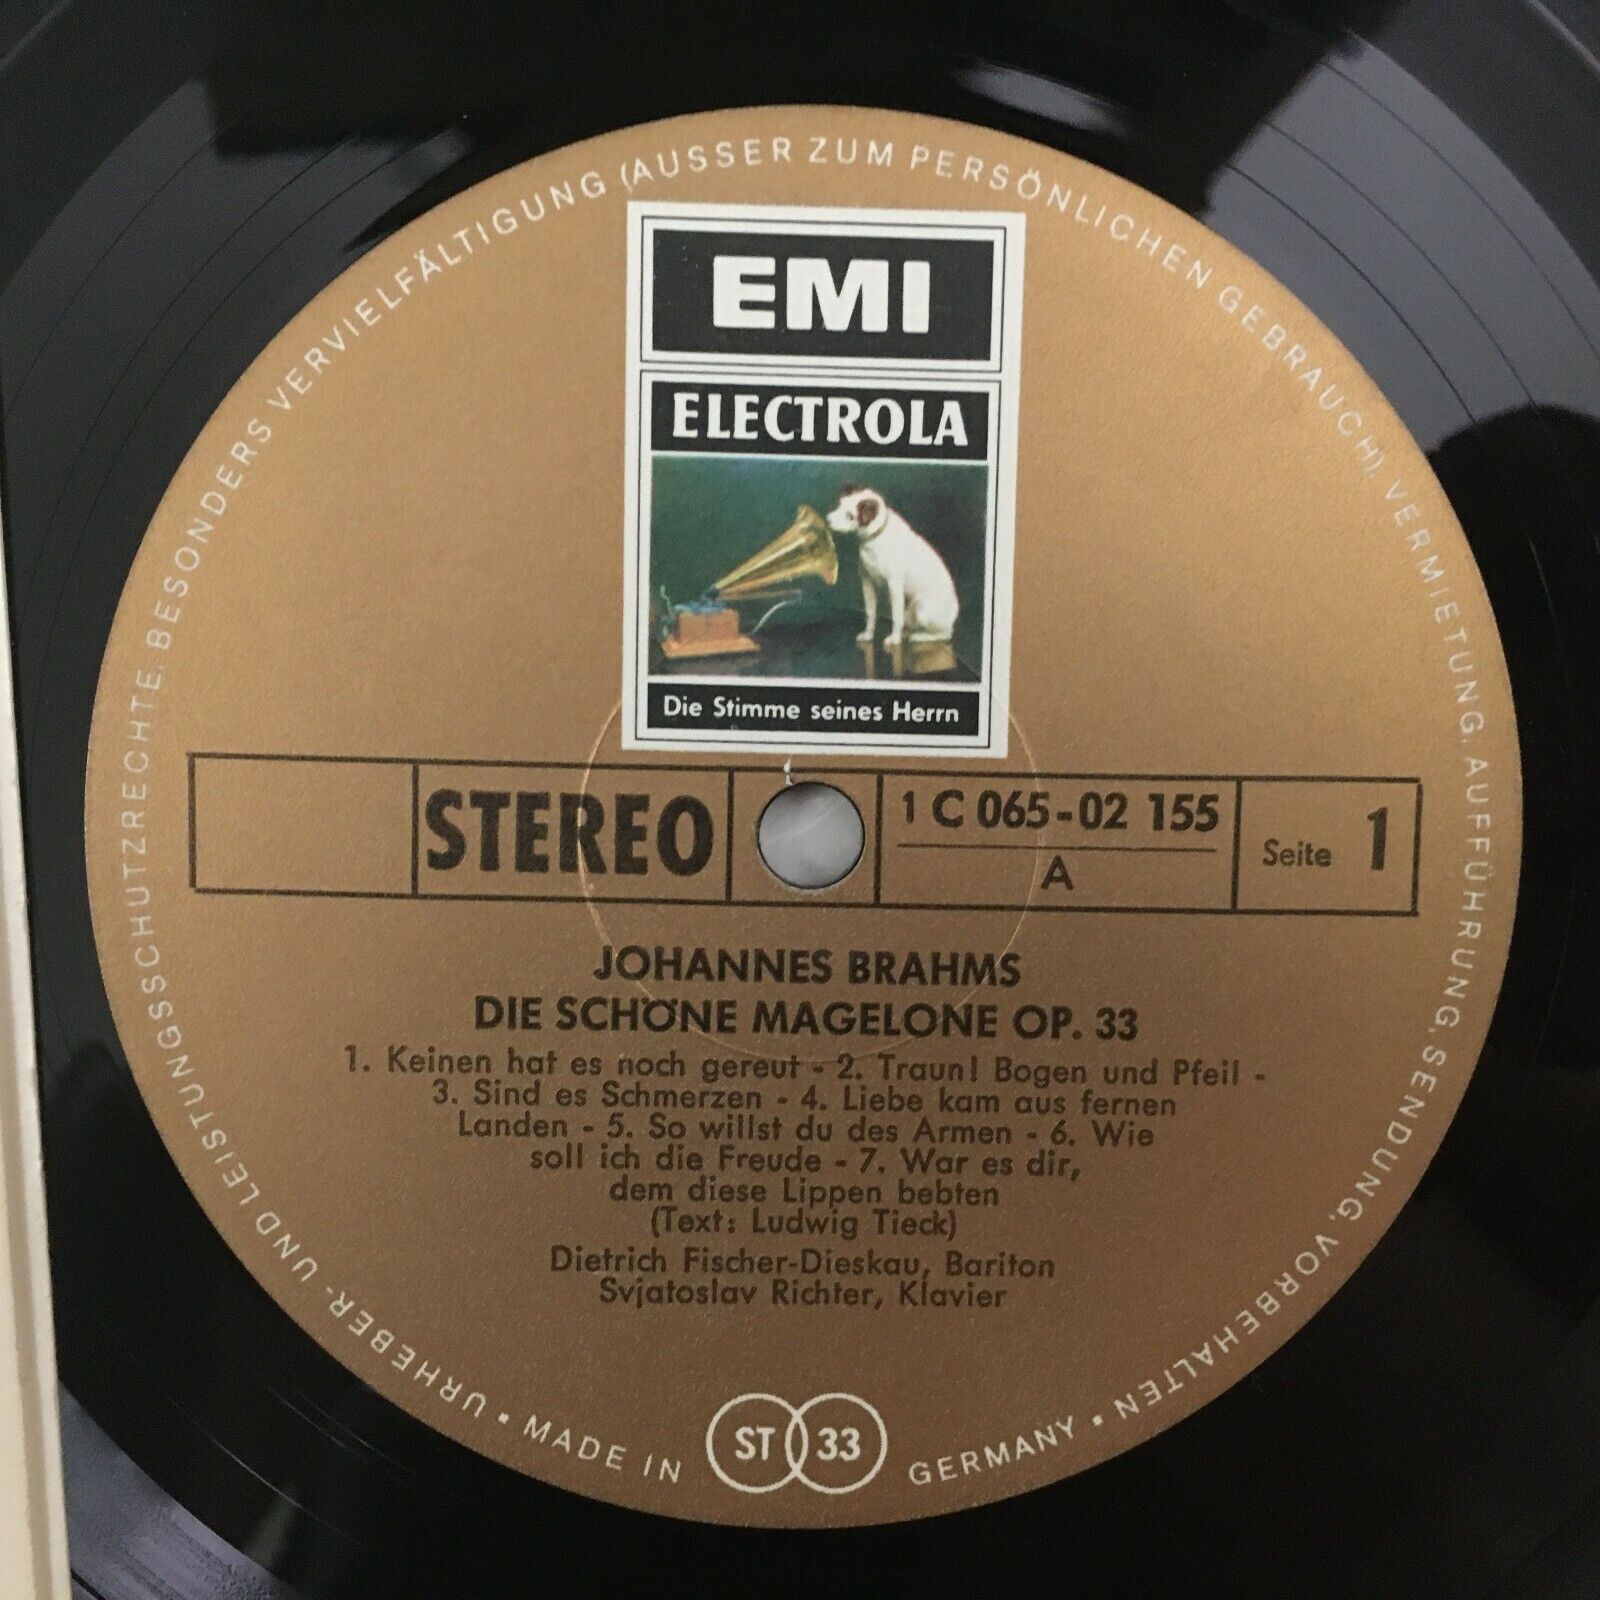 URHEBER- UND LEISTUNGSSCHUTZRECHTE, BESONDERS VERVIELFÄLTIGUNG (AUSSER ZUM PERSÖNLICHEN GEBRAUCH), VERMIETUNG, AUFFÜHRUNG, SENDUNG, VORBEHALTEN •
EMI
ELECTROLA
Die Stimme seines Herrn
STEREO
1 C 065-02 155
A
Seite 1
JOHANNES BRAHMS
DIE SCHÖNE MAGELONE OP. 33
1. Keinen hat es noch gereut - 2. Traun! Bogen und Pfeil -
3. Sind es Schmerzen - 4. Liebe kam aus fernen
Landen - 5. So willst du des Armen - 6. Wie
soll ich die Freude - 7. War es dir,
dem diese Lippen bebten
(Text: Ludwig Tieck)
Dietrich Fischer-Dieskau, Bariton
Svjatoslav Richter, Klavier
• MADE IN GERMANY
ST 33